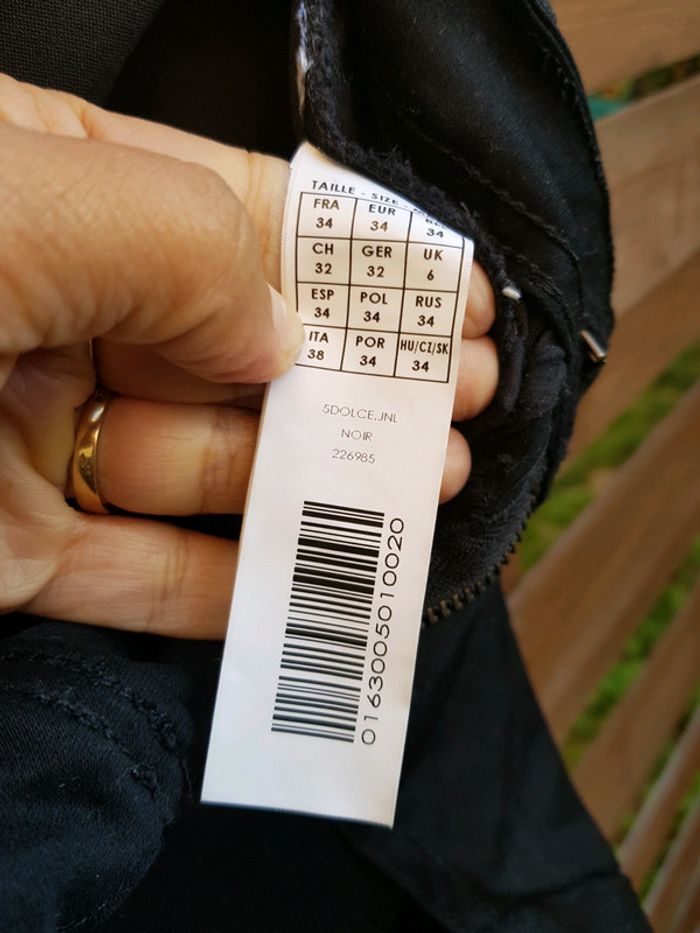 TAILLE - SIZE -
FRA EUR
34 34 34
CH GER UK
32 32 6
ESP POL RUS
34 34 34
ITA POR HU/CZ/SK
38 34 34
5DOLCE.JNL
NOIR
226985
0163005010020